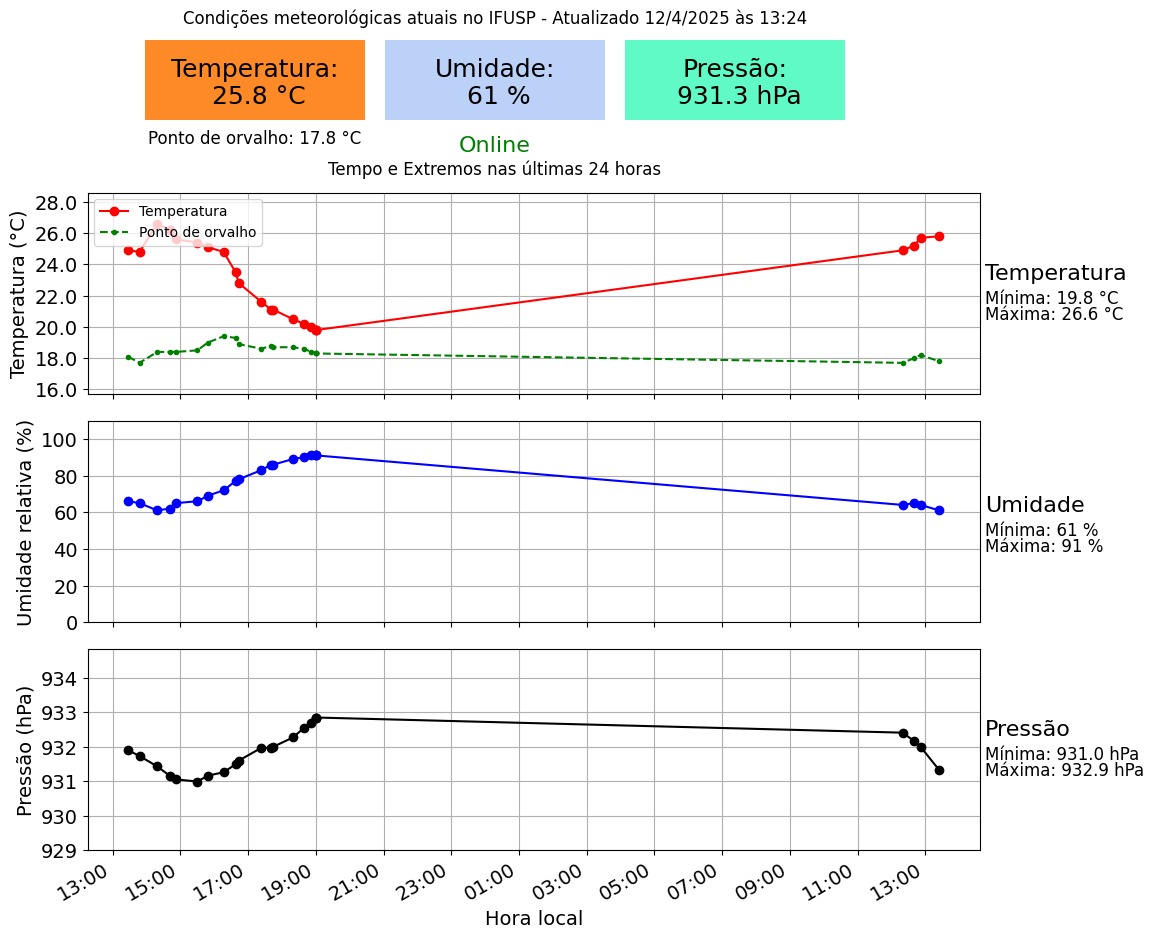 Condições meteorológicas atuais no IFUSP - Atualizado 12/4/2025 às 13:24
Temperatura:
25.8 °C
Umidade:
61 %
Pressão:
931.3 hPa
Ponto de orvalho: 17.8 °C
Online
Tempo e Extremos nas últimas 24 horas
Temperatura (°C)
28.0
26.0
24.0
22.0
20.0
18.0
16.0
Temperatura
Ponto de orvalho
Temperatura
Mínima: 19.8 °C
Máxima: 26.6 °C
Umidade relativa (%)
100
80
60
40
20
0
Umidade
Mínima: 61 %
Máxima: 91 %
Pressão (hPa)
934
933
932
931
930
929
Pressão
Mínima: 931.0 hPa
Máxima: 932.9 hPa
13:00 15:00 17:00 19:00 21:00 23:00 01:00 03:00 05:00 07:00 09:00 11:00 13:00
Hora local